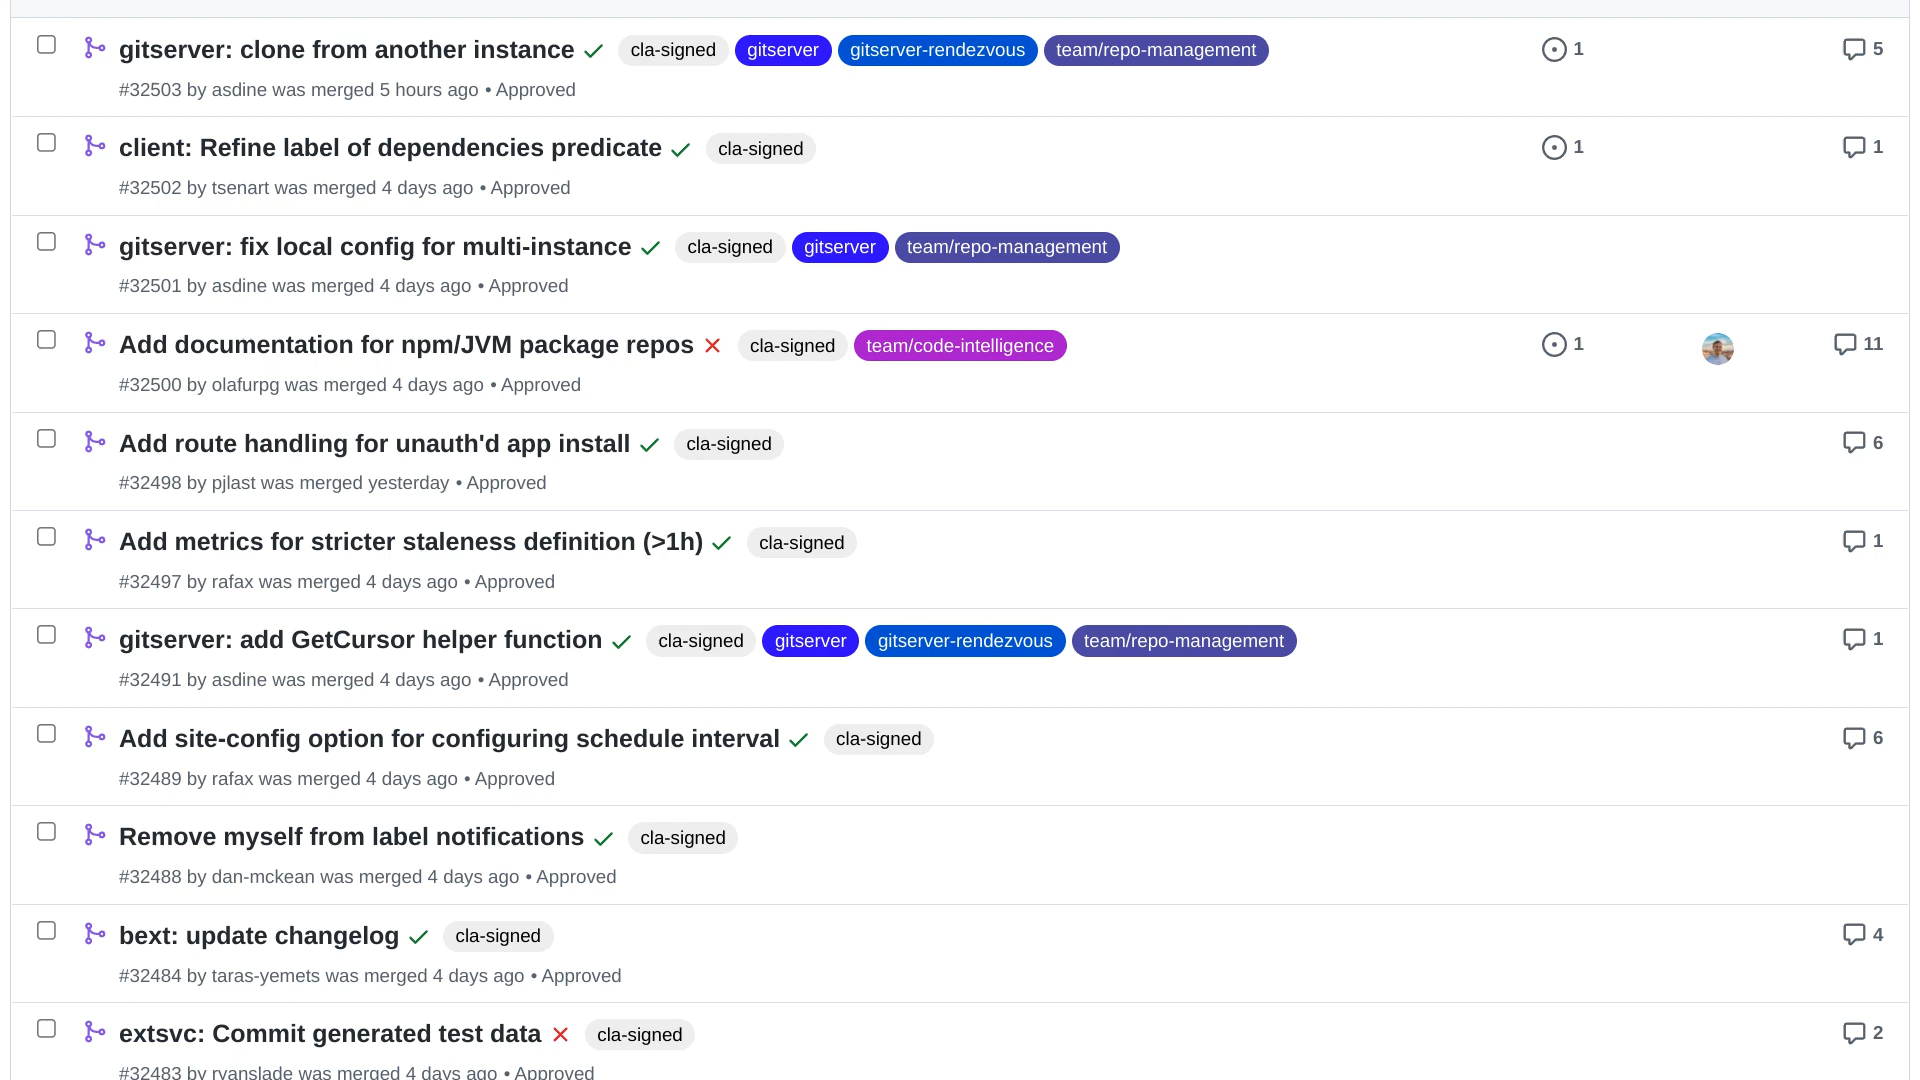 gitserver: clone from another instance cla-signed gitserver gitserver-rendezvous team/repo-management 1 5
#32503 by asdine was merged 5 hours ago • Approved
client: Refine label of dependencies predicate cla-signed 1 1
#32502 by tsenart was merged 4 days ago • Approved
gitserver: fix local config for multi-instance cla-signed gitserver team/repo-management
#32501 by asdine was merged 4 days ago • Approved
Add documentation for npm/JVM package repos cla-signed team/code-intelligence 1 11
#32500 by olafurpg was merged 4 days ago • Approved
Add route handling for unauth'd app install cla-signed 6
#32498 by pjlast was merged yesterday • Approved
Add metrics for stricter staleness definition (>1h) cla-signed 1
#32497 by rafax was merged 4 days ago • Approved
gitserver: add GetCursor helper function cla-signed gitserver gitserver-rendezvous team/repo-management 1
#32491 by asdine was merged 4 days ago • Approved
Add site-config option for configuring schedule interval cla-signed 6
#32489 by rafax was merged 4 days ago • Approved
Remove myself from label notifications cla-signed
#32488 by dan-mckean was merged 4 days ago • Approved
bext: update changelog cla-signed 4
#32484 by taras-yemets was merged 4 days ago • Approved
extsvc: Commit generated test data cla-signed 2
#32483 by ryanslade was merged 4 days ago • Approved